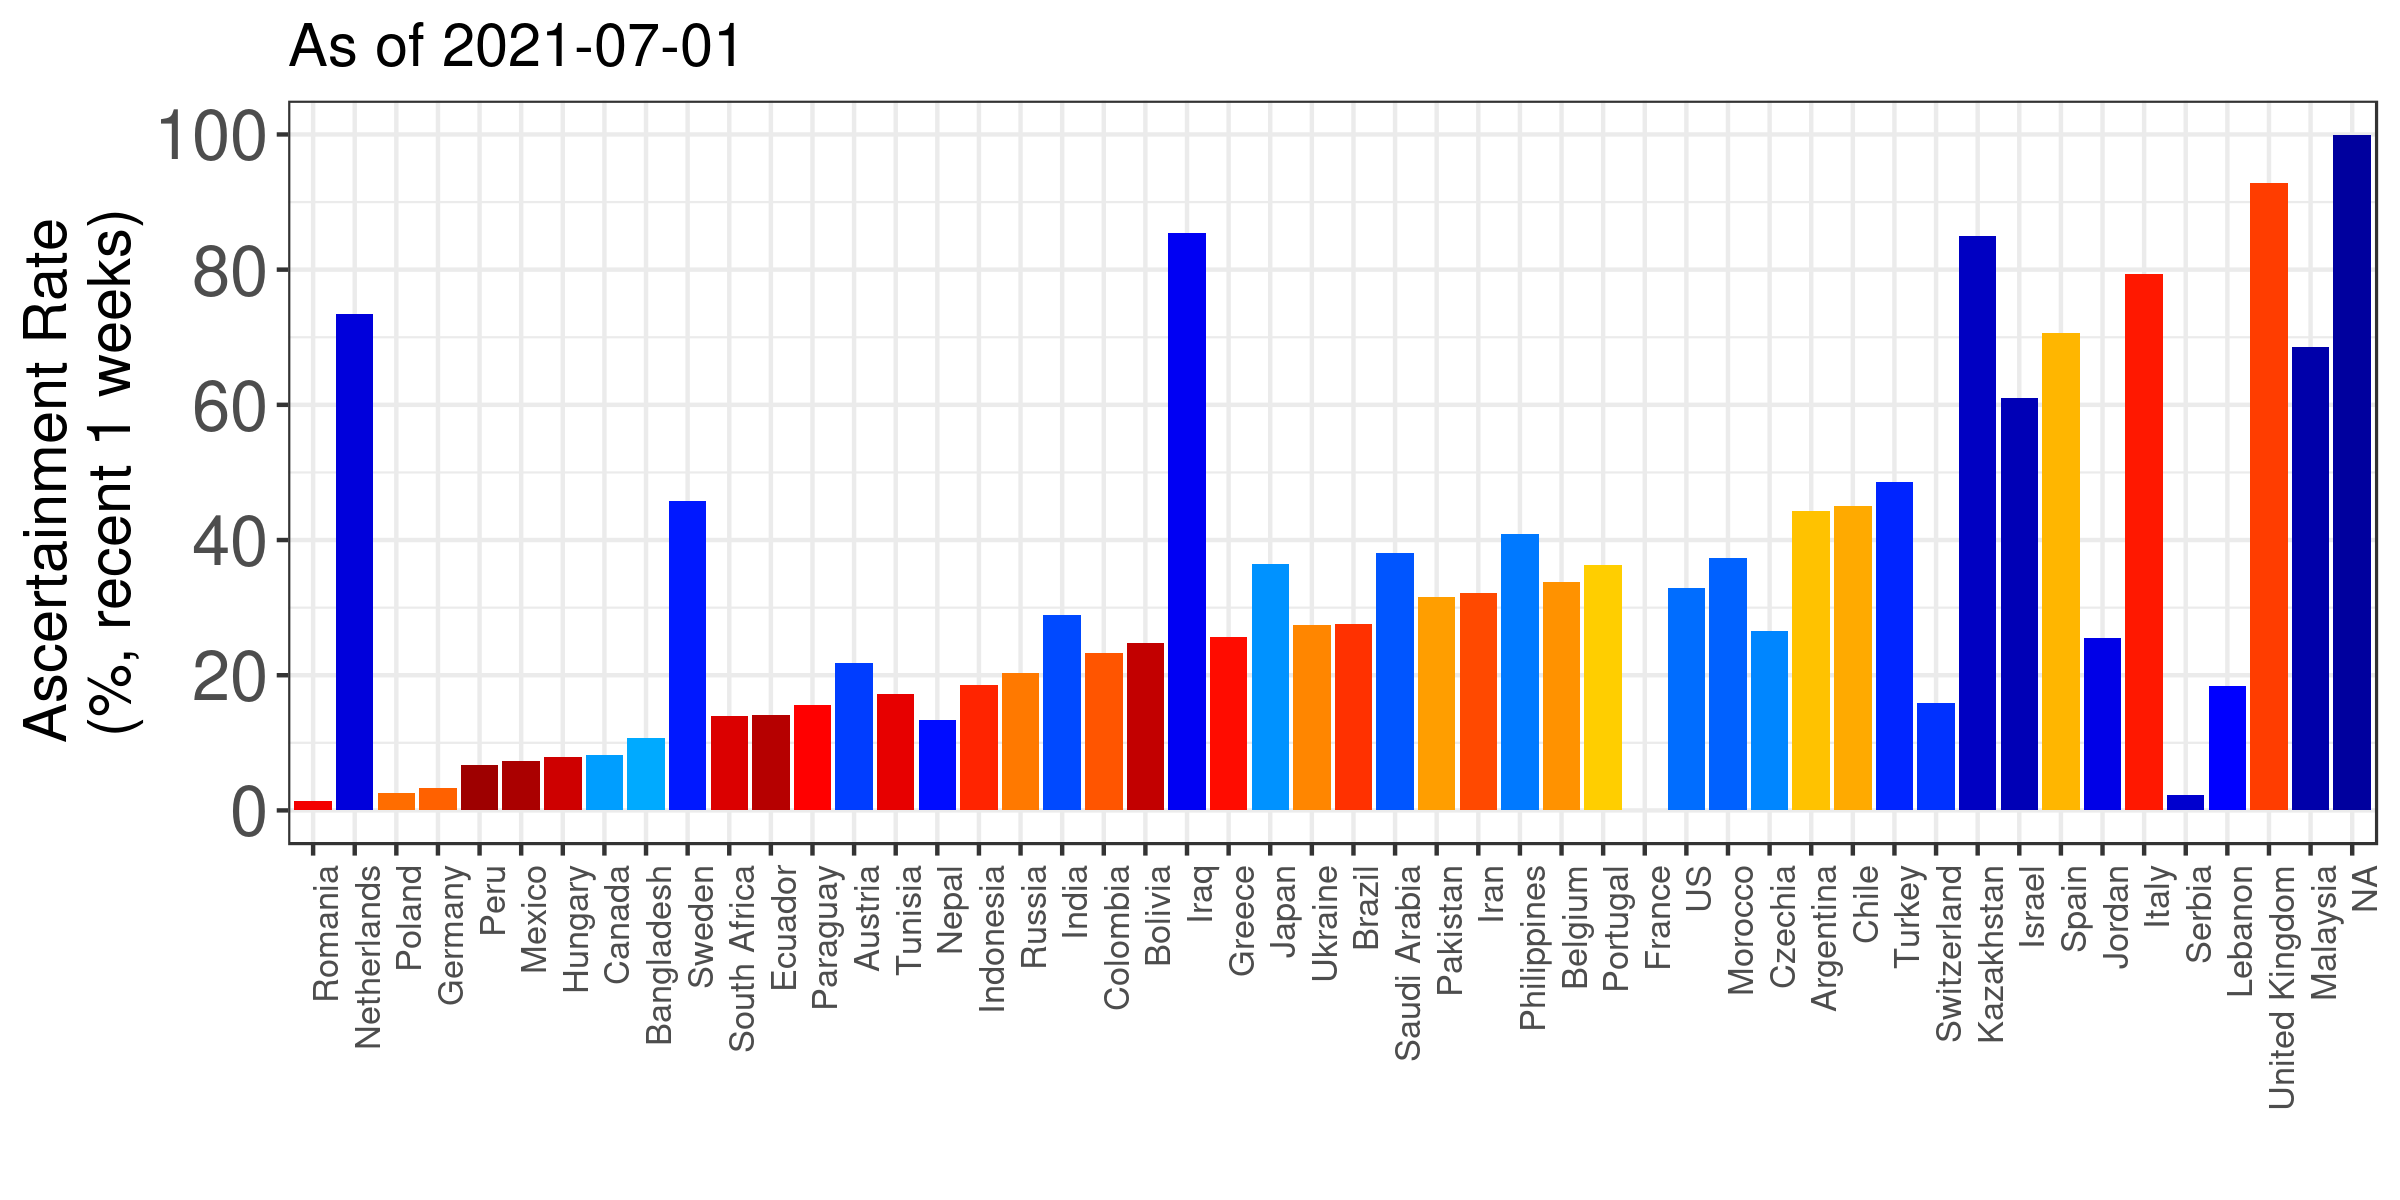 As of 2021-07-01
Ascertainment Rate
(%, recent 1 weeks)
100
80
60
40
20
0
Romania
Netherlands
Poland
Germany
Peru
Mexico
Hungary
Canada
Bangladesh
Sweden
South Africa
Ecuador
Paraguay
Austria
Tunisia
Nepal
Indonesia
Russia
India
Colombia
Bolivia
Iraq
Greece
Japan
Ukraine
Brazil
Saudi Arabia
Pakistan
Iran
Philippines
Belgium
Portugal
France
US
Morocco
Czechia
Argentina
Chile
Turkey
Switzerland
Kazakhstan
Israel
Spain
Jordan
Italy
Serbia
Lebanon
United Kingdom
Malaysia
NA